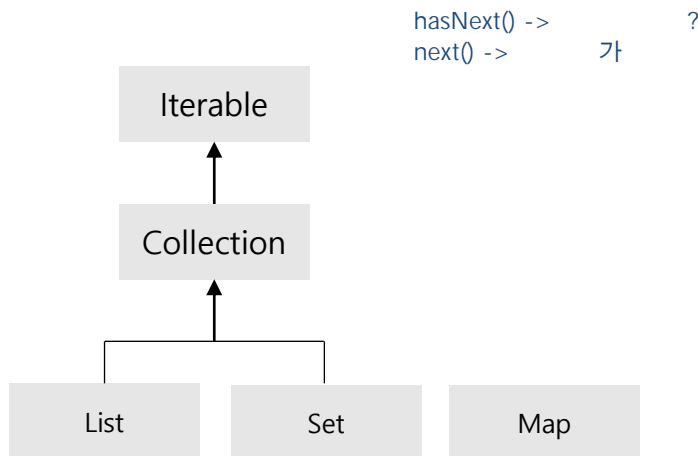 hasNext() -> ?
next() -> 가
Iterable
Collection
List Set Map